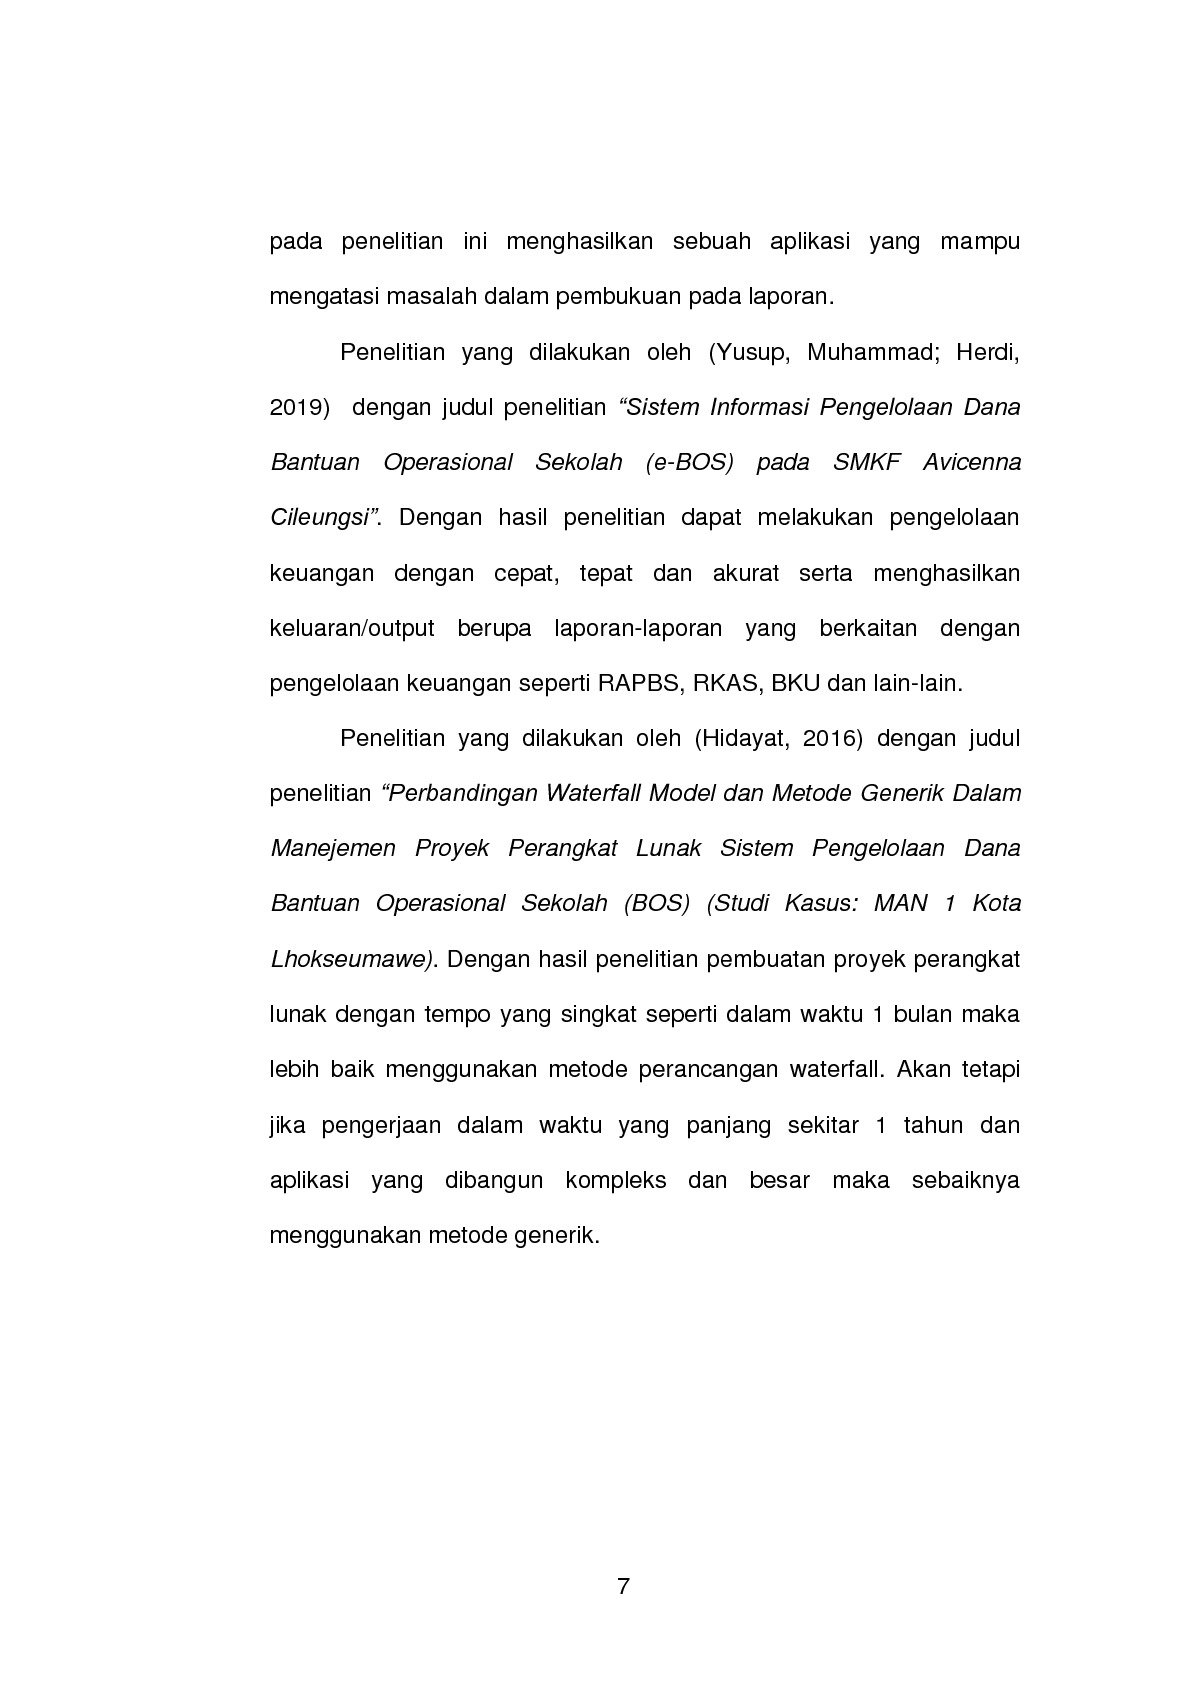 pada penelitian ini menghasilkan sebuah aplikasi yang mampu
mengatasi masalah dalam pembukuan pada laporan.
Penelitian yang dilakukan oleh (Yusup, Muhammad; Herdi,
2019) dengan judul penelitian “Sistem Informasi Pengelolaan Dana
Bantuan Operasional Sekolah (e-BOS) pada SMKF Avicenna
Cileungsi”. Dengan hasil penelitian dapat melakukan pengelolaan
keuangan dengan cepat, tepat dan akurat serta menghasilkan
keluaran/output berupa laporan-laporan yang berkaitan dengan
pengelolaan keuangan seperti RAPBS, RKAS, BKU dan lain-lain.
Penelitian yang dilakukan oleh (Hidayat, 2016) dengan judul
penelitian “Perbandingan Waterfall Model dan Metode Generik Dalam
Manejemen Proyek Perangkat Lunak Sistem Pengelolaan Dana
Bantuan Operasional Sekolah (BOS) (Studi Kasus: MAN 1 Kota
Lhokseumawe). Dengan hasil penelitian pembuatan proyek perangkat
lunak dengan tempo yang singkat seperti dalam waktu 1 bulan maka
lebih baik menggunakan metode perancangan waterfall. Akan tetapi
jika pengerjaan dalam waktu yang panjang sekitar 1 tahun dan
aplikasi yang dibangun kompleks dan besar maka sebaiknya
menggunakan metode generik.
7